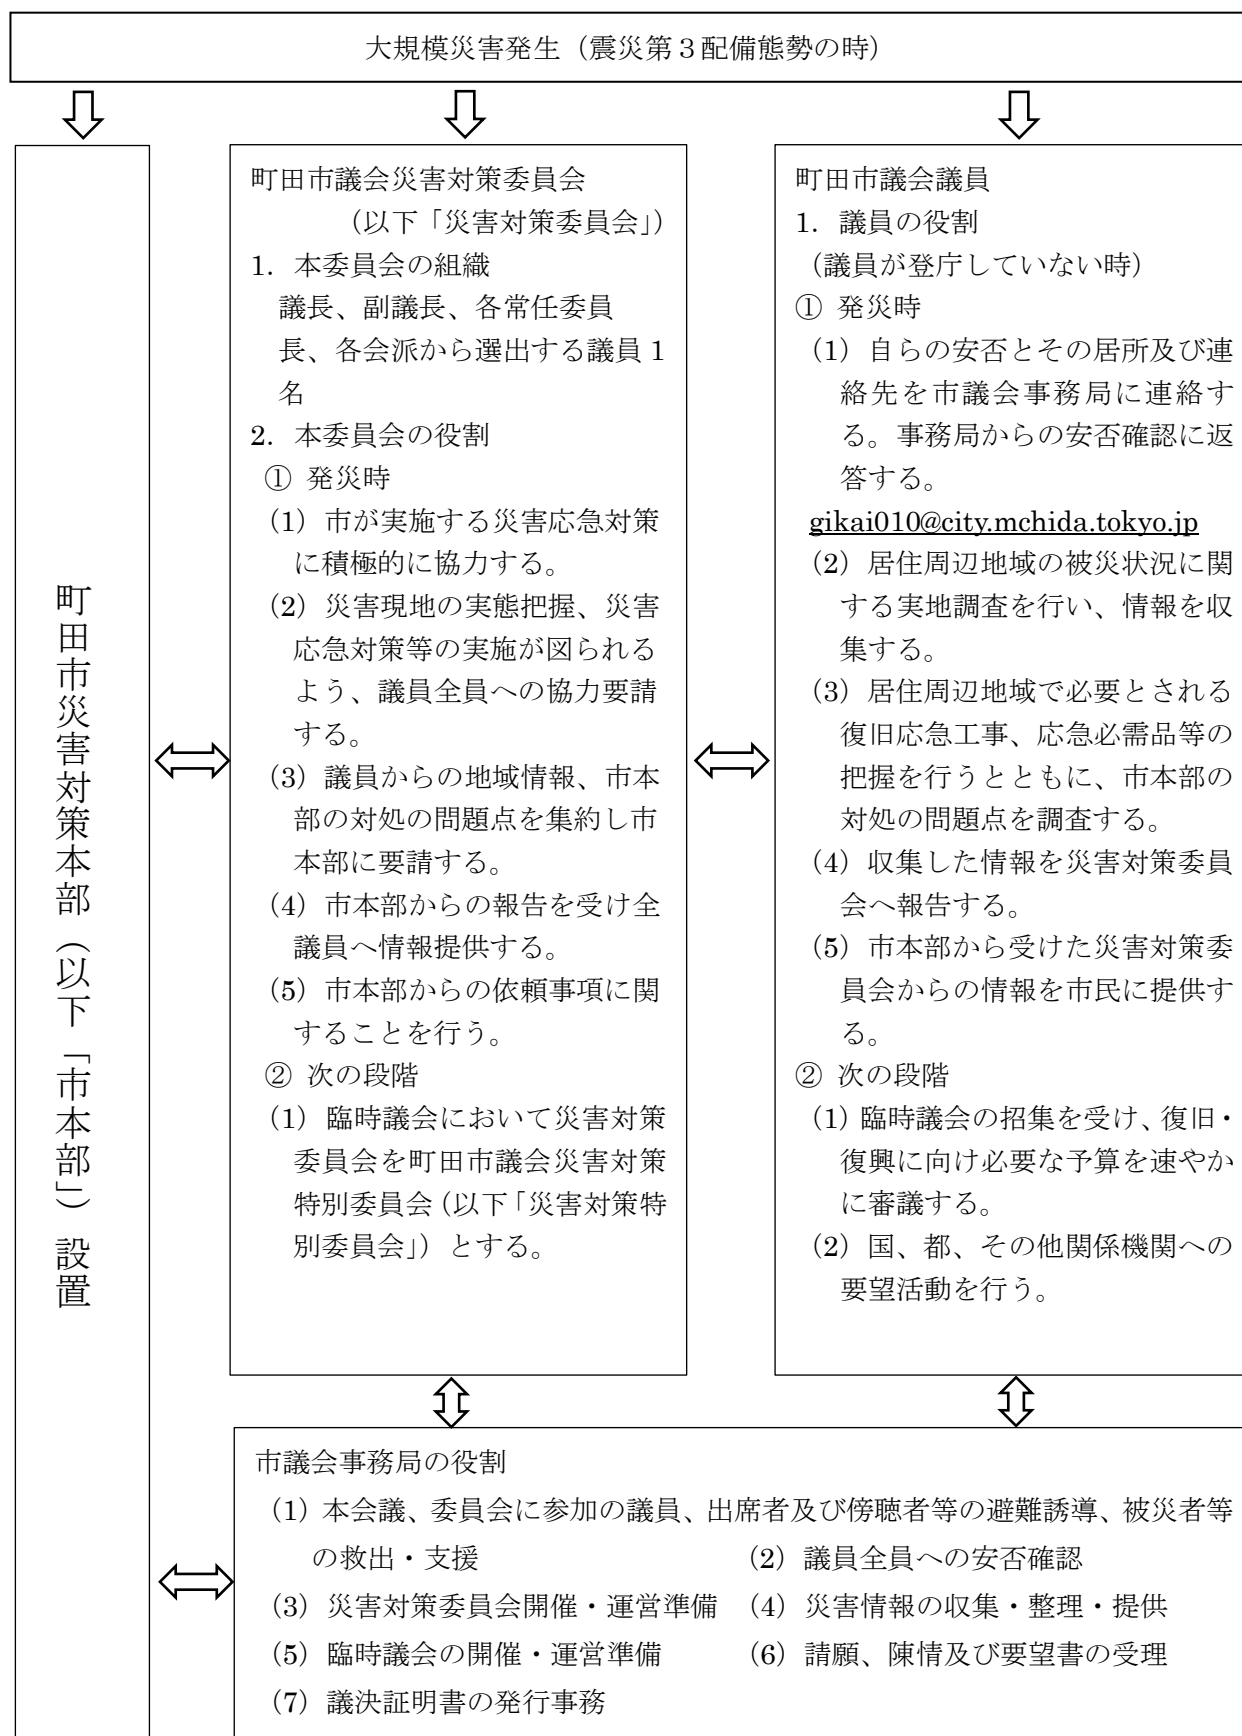 大規模災害発生（震災第３配備態勢の時）
町田市災害対策本部（以下「市本部」）設置
町田市議会災害対策委員会
（以下「災害対策委員会」）
1．本委員会の組織
議長、副議長、各常任委員
長、各会派から選出する議員 1
名
2．本委員会の役割
① 発災時
（1）市が実施する災害応急対策
に積極的に協力する。
（2）災害現地の実態把握、災害
応急対策等の実施が図られる
よう、議員全員への協力要請
する。
（3）議員からの地域情報、市本
部の対処の問題点を集約し市
本部に要請する。
（4）市本部からの報告を受け全
議員へ情報提供する。
（5）市本部からの依頼事項に関
することを行う。
② 次の段階
（1）臨時議会において災害対策
委員会を町田市議会災害対策
特別委員会（以下「災害対策特
別委員会」）とする。
町田市議会議員
1．議員の役割
（議員が登庁していない時）
① 発災時
（1）自らの安否とその居所及び連
絡先を市議会事務局に連絡す
る。事務局からの安否確認に返
答する。
gikai010@city.mchida.tokyo.jp
（2）居住周辺地域の被災状況に関
する実地調査を行い、情報を収
集する。
（3）居住周辺地域で必要とされる
復旧応急工事、応急必需品等の
把握を行うとともに、市本部の
対処の問題点を調査する。
（4）収集した情報を災害対策委員
会へ報告する。
（5）市本部から受けた災害対策委
員会からの情報を市民に提供す
る。
② 次の段階
（1）臨時議会の招集を受け、復旧・
復興に向け必要な予算を速やか
に審議する。
（2）国、都、その他関係機関への
要望活動を行う。
市議会事務局の役割
（1）本会議、委員会に参加の議員、出席者及び傍聴者等の避難誘導、被災者等
の救出・支援 （2）議員全員への安否確認
（3）災害対策委員会開催・運営準備 （4）災害情報の収集・整理・提供
（5）臨時議会の開催・運営準備 （6）請願、陳情及び要望書の受理
（7）議決証明書の発行事務